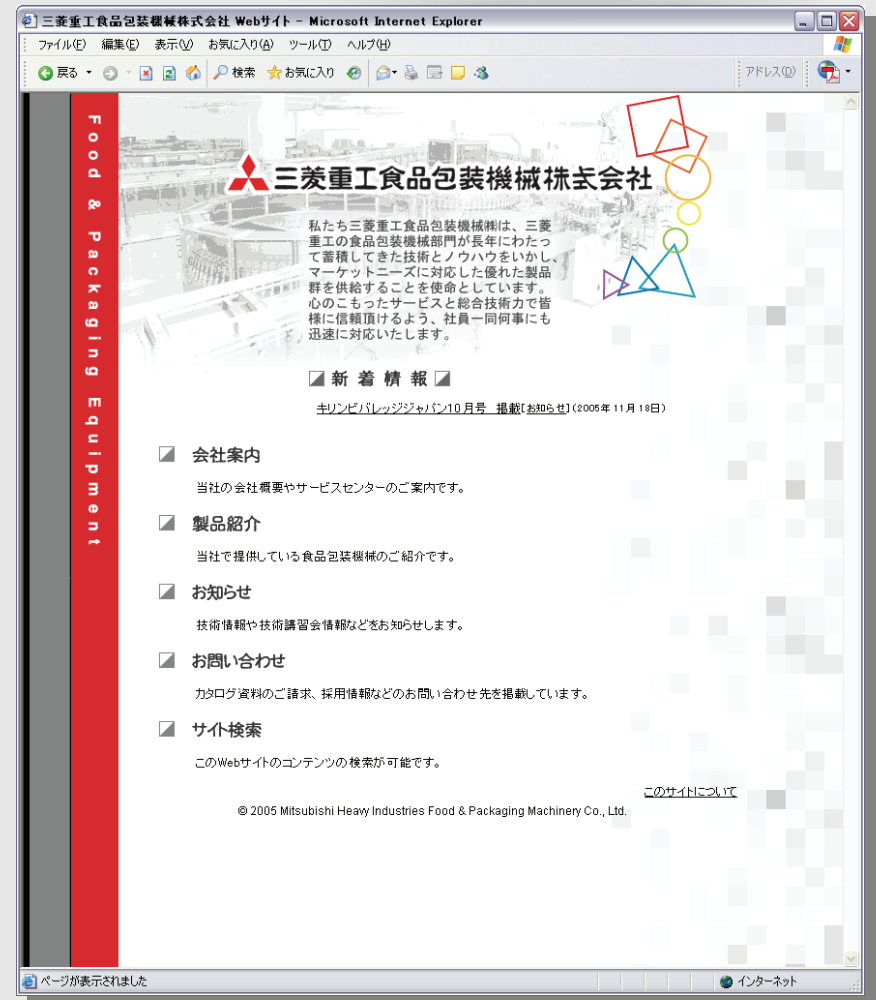 三菱重工食品包装機械株式会社 Webサイト - Microsoft Internet Explorer
ファイル(F) 編集(E) 表示(V) お気に入り(A) ツール(T) ヘルプ(H)
戻る 検索 お気に入り アドレス(D)
Food & Packaging Equipment
三菱重工食品包装機械株式会社
私たち三菱重工食品包装機械㈱は、三菱
重工の食品包装機械部門が長年にわたっ
て蓄積してきた技術とノウハウをいかし、
マーケットニーズに対応した優れた製品
群を供給することを使命としています。
心のこもったサービスと総合技術力で皆
様に信頼頂けるよう、社員一同何事にも
迅速に対応いたします。
新着情報
キリンビバレッジジャパン10月号 掲載[お知らせ](2005年11月18日)
会社案内
当社の会社概要やサービスセンターのご案内です。
製品紹介
当社で提供している食品包装機械のご紹介です。
お知らせ
技術情報や技術講習会情報などをお知らせします。
お問い合わせ
カタログ資料のご請求、採用情報などのお問い合わせ先を掲載しています。
サイト検索
このWebサイトのコンテンツの検索が可能です。
このサイトについて
© 2005 Mitsubishi Heavy Industries Food & Packaging Machinery Co., Ltd.
ページが表示されました インターネット